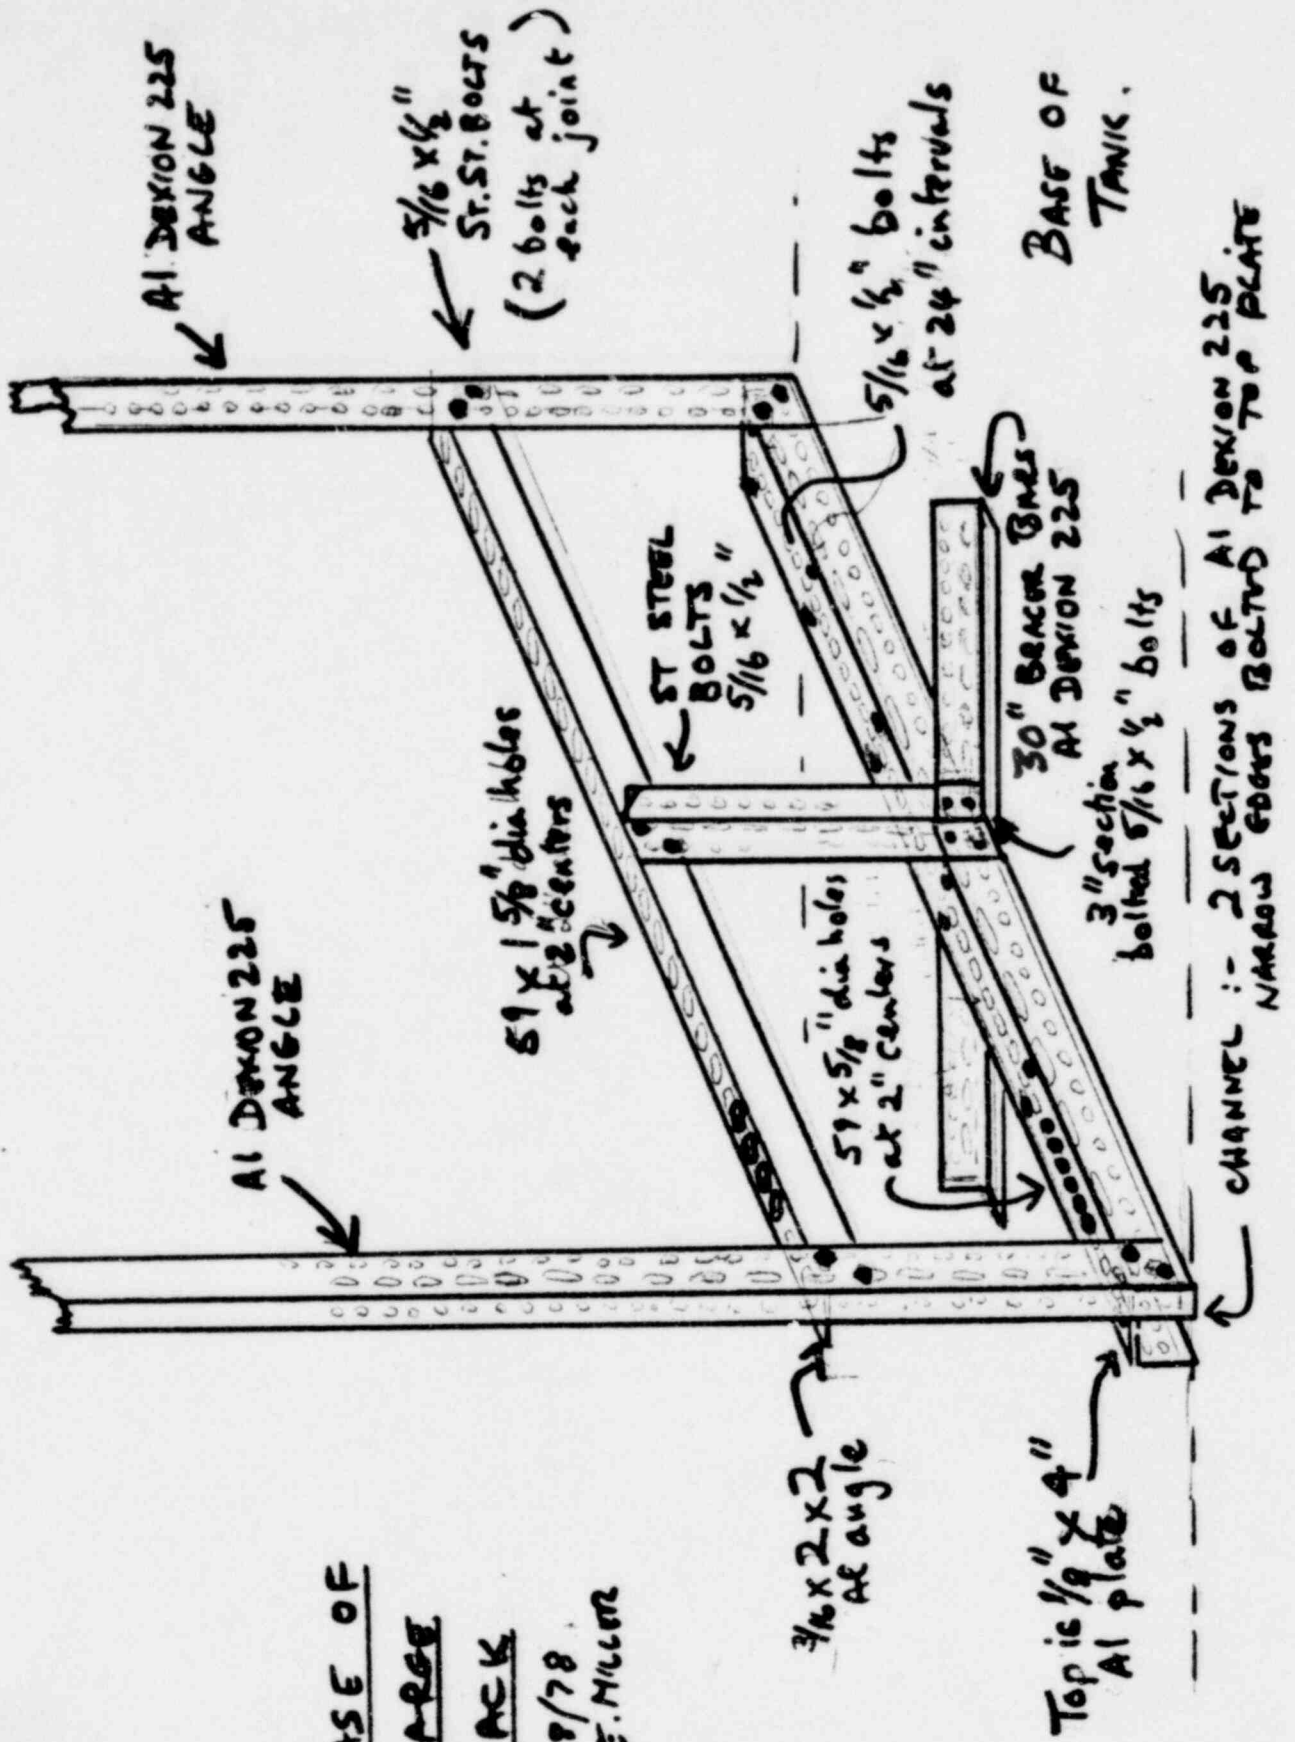 ASE OF
ARGE
ACK
8/78
E. MILLER
Al DEXION 225
ANGLE
Al DEXION 225
ANGLE
5/16 x 1/2"
ST. ST. BOLTS
(2 bolts at
each joint)
59 x 1 5/8" dia holes
at 2" centers
ST STEEL
BOLTS
5/16 x 1/2"
5/16 x 1/2" bolts
at 24" intervals
3/16 x 2 x 2
Al angle
59 x 5/8" dia holes
at 2" centers
30" BRACER BARS
Al DEXION 225
BASE OF
TANK.
Top is 1/8" x 4"
Al plate
3" section
bolted 5/16 x 1/2" bolts
CHANNEL :- 2 SECTIONS OF Al DEXION 225
NARROW EDGES BOLTED TO TOP PLATE